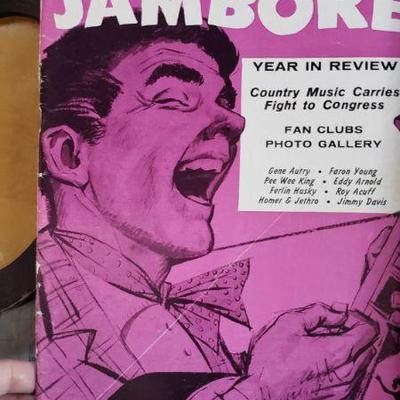 JAMBORE
YEAR IN REVIEW
Country Music Carries
Fight to Congress
FAN CLUBS
PHOTO GALLERY
Gene Autry • Faron Young
Pee Wee King • Eddy Arnold
Ferlin Husky • Roy Acuff
Homer & Jethro • Jimmy Davis